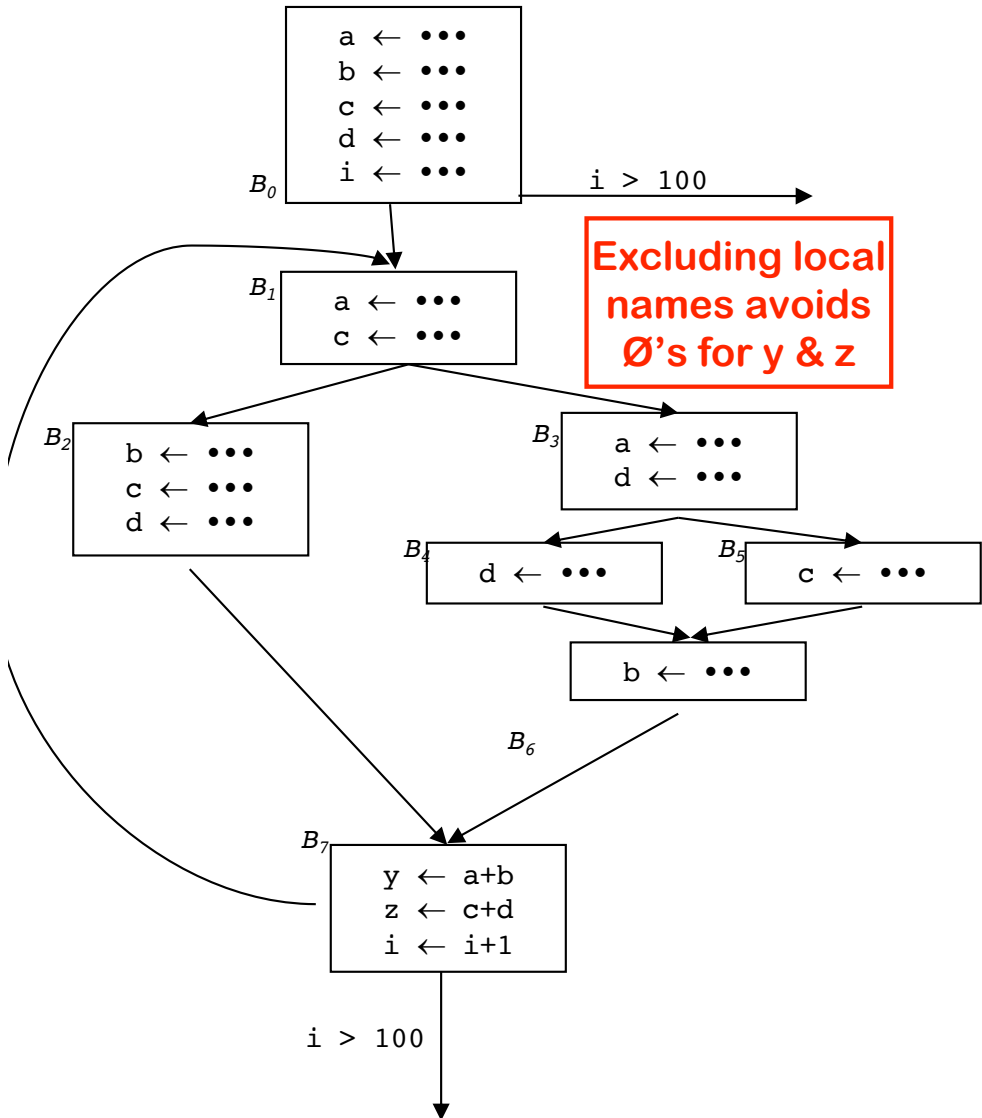 a ← •••
b ← •••
c ← •••
d ← •••
i ← •••
B₀
i > 100
Excluding local
names avoids
Ø’s for y & z
B₁
a ← •••
c ← •••
B₂
b ← •••
c ← •••
d ← •••
B₃
a ← •••
d ← •••
B₄
d ← •••
B₅
c ← •••
b ← •••
B₆
B₇
y ← a+b
z ← c+d
i ← i+1
i > 100